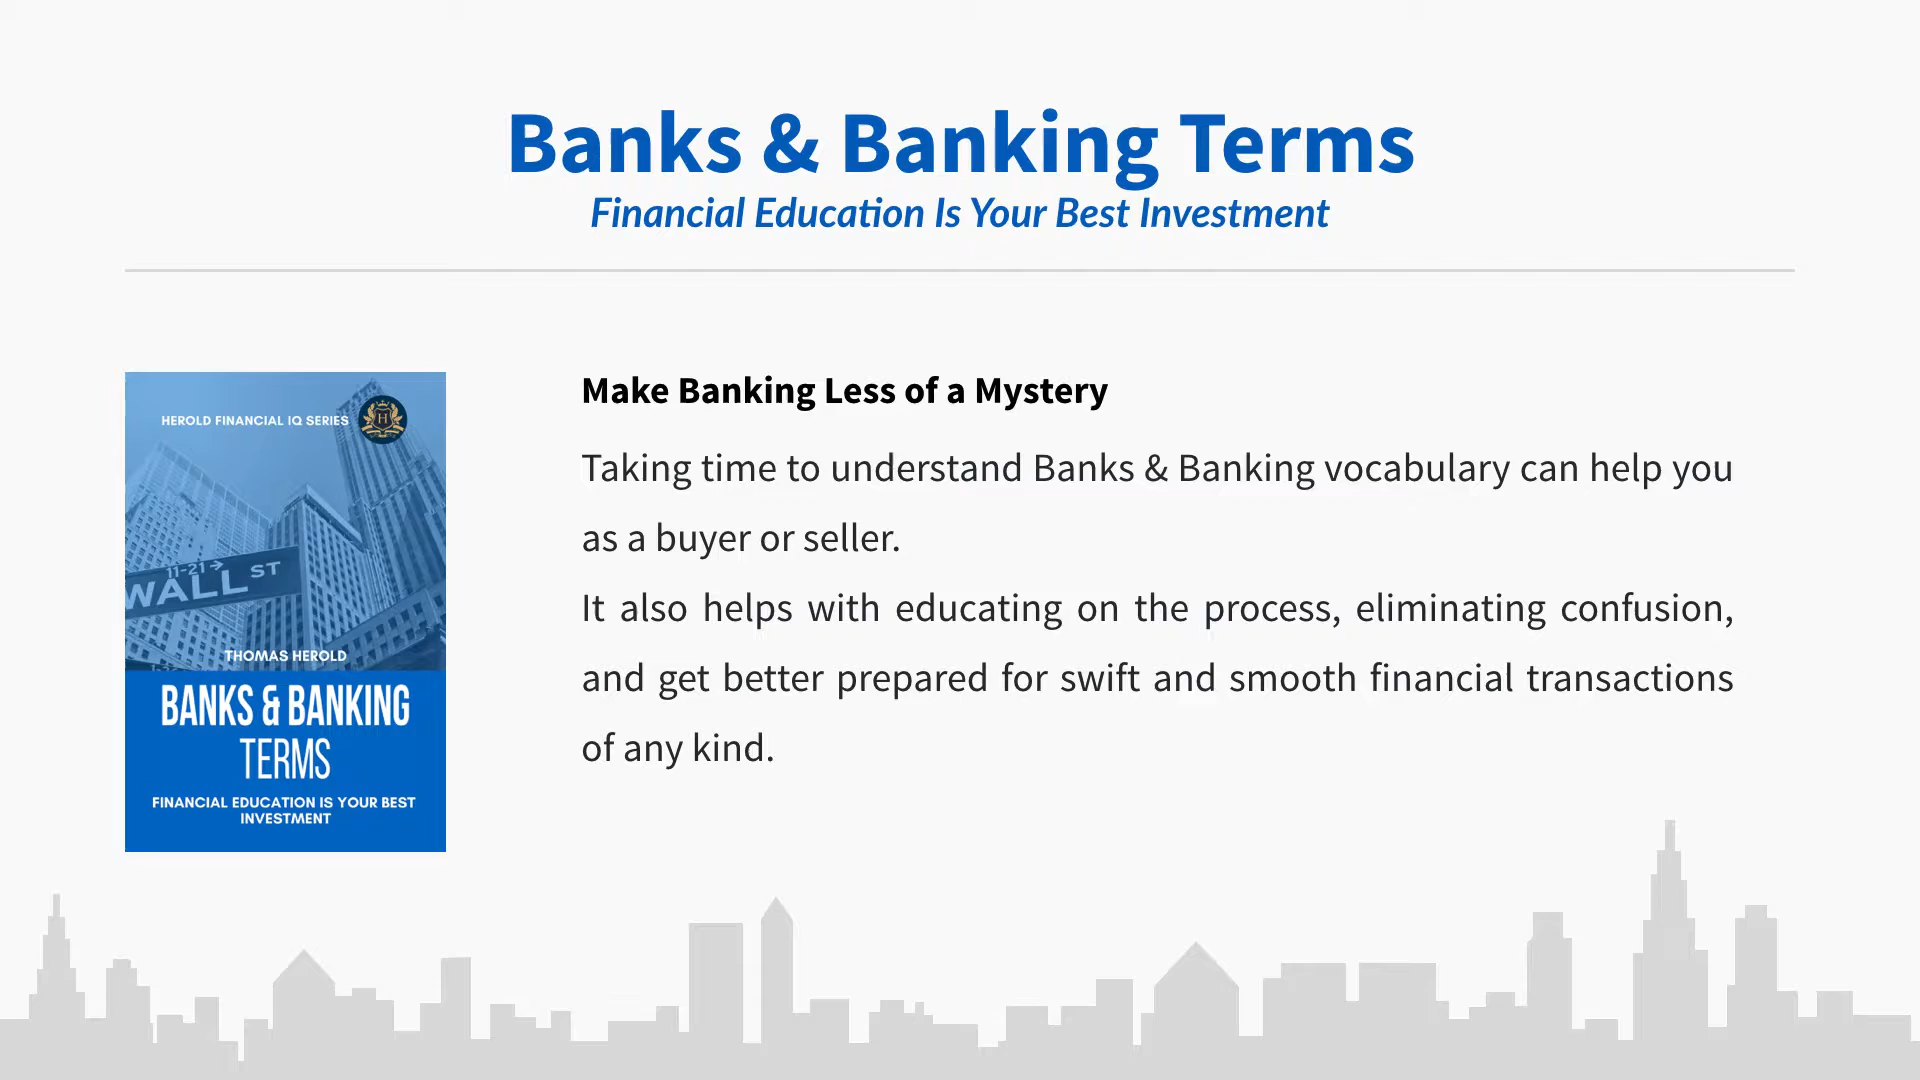 Banks & Banking Terms
Financial Education Is Your Best Investment
HEROLD FINANCIAL IQ SERIES
H
11-21
WALL ST
THOMAS HEROLD
BANKS & BANKING
TERMS
FINANCIAL EDUCATION IS YOUR BEST
INVESTMENT
Make Banking Less of a Mystery
Taking time to understand Banks & Banking vocabulary can help you
as a buyer or seller.
It also helps with educating on the process, eliminating confusion,
and get better prepared for swift and smooth financial transactions
of any kind.